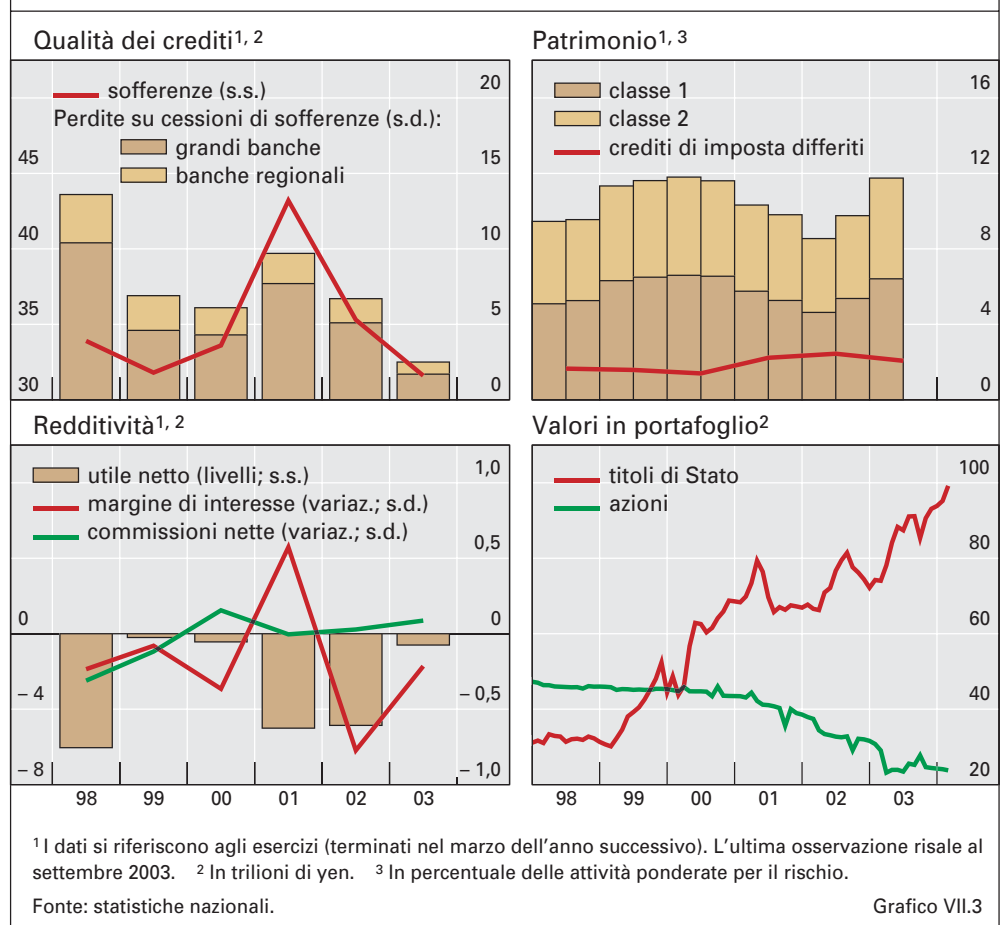 Qualità dei crediti1, 2
20
sofferenze (s.s.)
Perdite su cessioni di sofferenze (s.d.):
grandi banche
45
15
banche regionali
40
10
35
5
30
0
Patrimonio1, 3
classe 1
16
classe 2
crediti di imposta differiti
12
8
4
0
Redditività1, 2
utile netto (livelli; s.s.)
1,0
margine di interesse (variaz.; s.d.)
commissioni nette (variaz.; s.d.)
0,5
0
0
– 4
– 0,5
– 8
– 1,0
98 99 00 01 02 03
Valori in portafoglio2
titoli di Stato
100
azioni
80
60
40
20
98 99 00 01 02 03
1 I dati si riferiscono agli esercizi (terminati nel marzo dell'anno successivo). L'ultima osservazione risale al
settembre 2003. 2 In trilioni di yen. 3 In percentuale delle attività ponderate per il rischio.
Fonte: statistiche nazionali.
Grafico VII.3